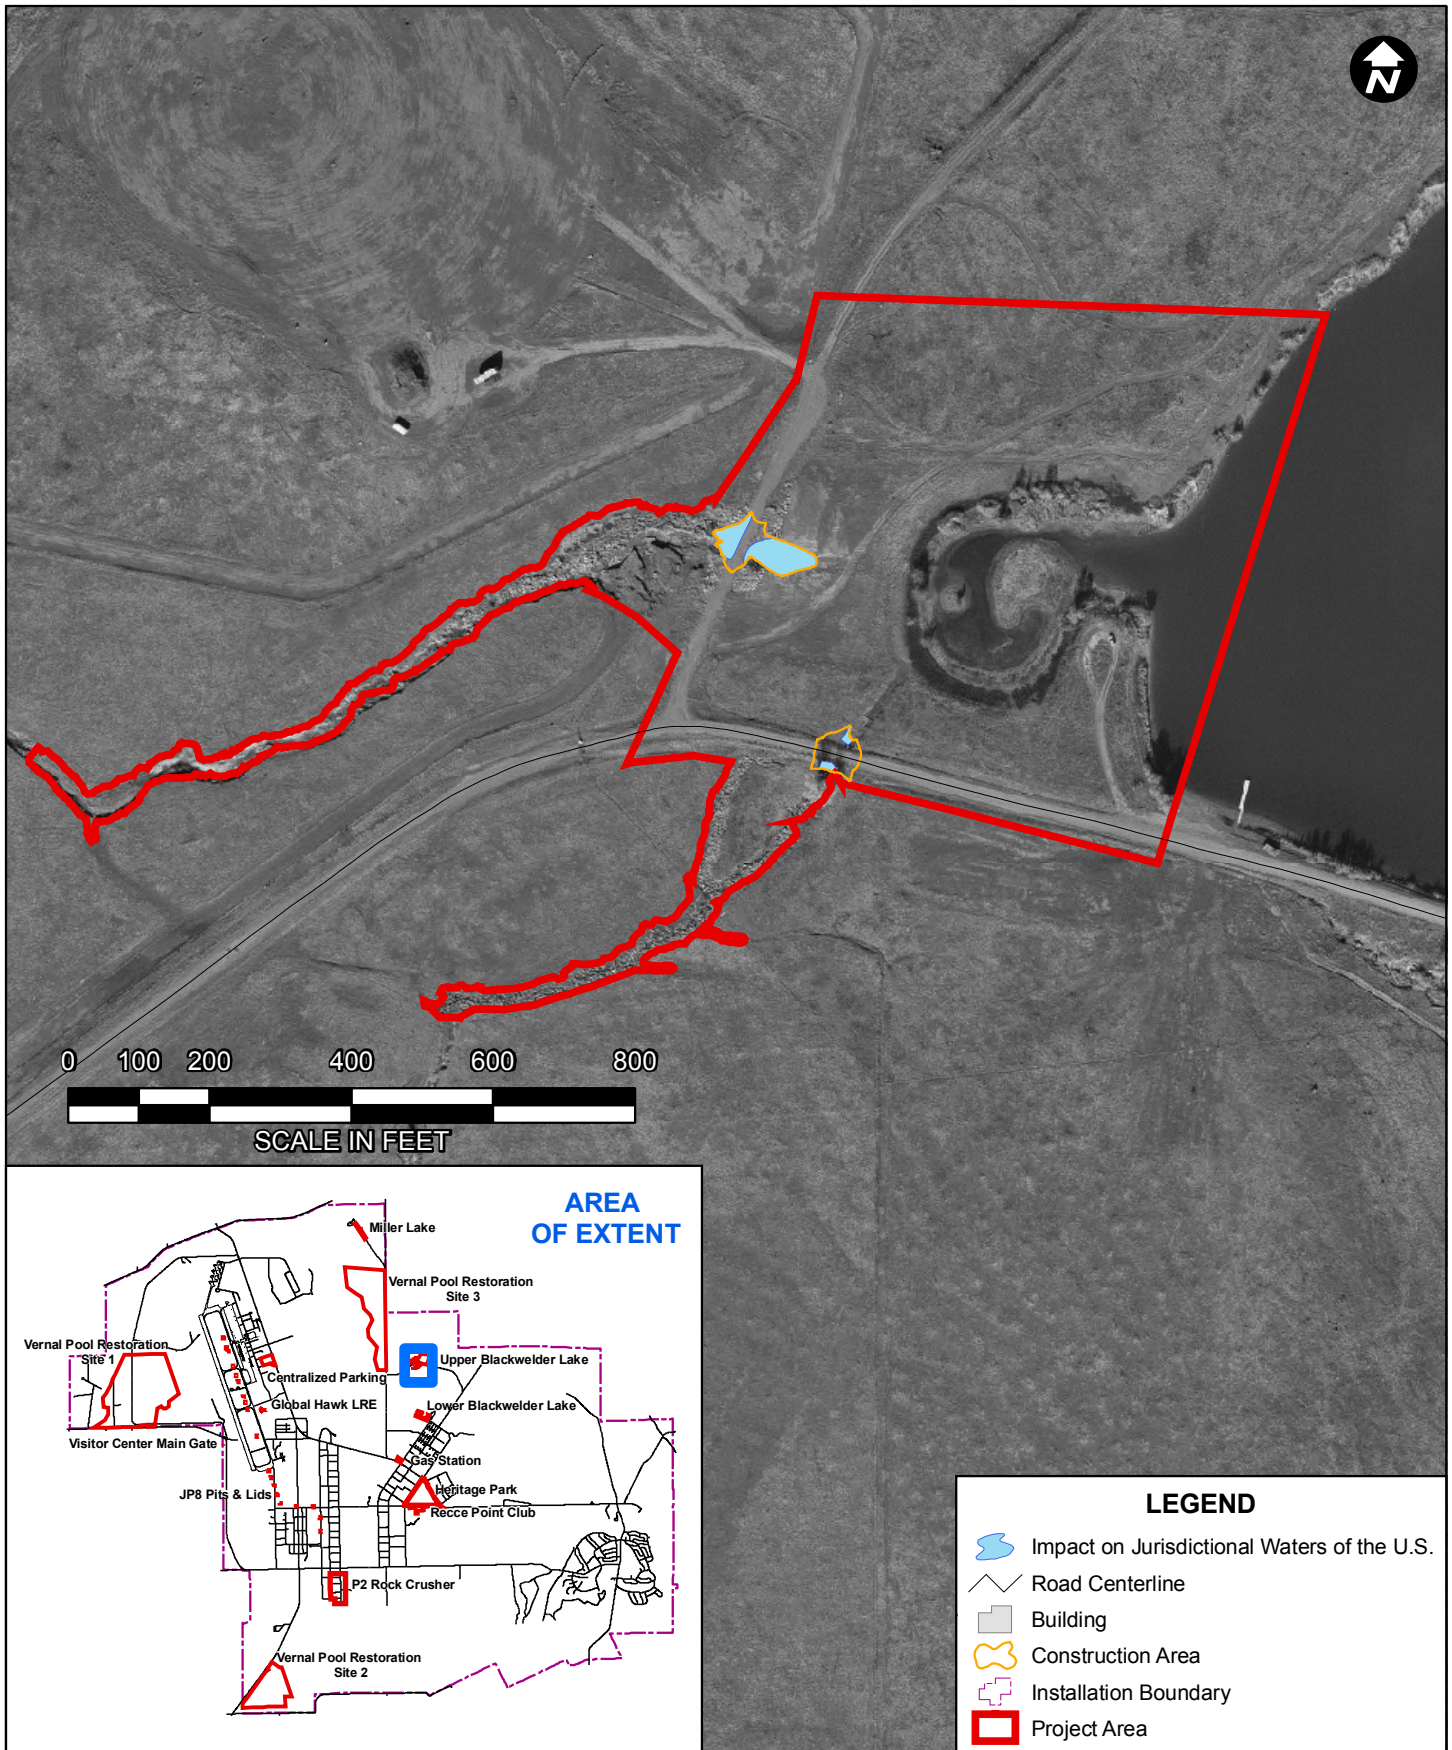 N
0 100 200 400 600 800
SCALE IN FEET
AREA
OF EXTENT
Miller Lake
Vernal Pool Restoration
Site 3
Vernal Pool Restoration
Site 1
Upper Blackwelder Lake
Centralized Parking
Global Hawk LRE
Lower Blackwelder Lake
Visitor Center Main Gate
Gas Station
JP8 Pits & Lids
Heritage Park
Recce Point Club
P2 Rock Crusher
Vernal Pool Restoration
Site 2
LEGEND
Impact on Jurisdictional Waters of the U.S.
Road Centerline
Building
Construction Area
Installation Boundary
Project Area